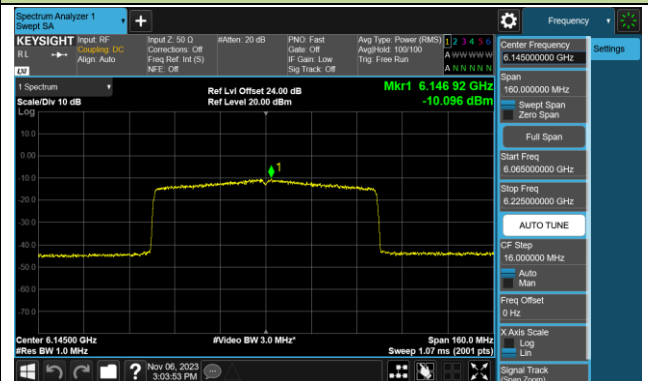 Spectrum Analyzer 1
Swept SA
Frequency
KEYSIGHT
RL
LXI
Input: RF
Coupling: DC
Align: Auto
Input Z: 50 Ω
Corrections: Off
Freq Ref: Int (S)
NFE: Off
#Atten: 20 dB
PNO: Fast
Gate: Off
IF Gain: Low
Sig Track: Off
Avg Type: Power (RMS)
Avg|Hold: 100/100
Trig: Free Run
1 2 3 4 5 6
A W W W W W
A N N N N N
1 Spectrum
Scale/Div 10 dB
Log
Ref Lvl Offset 24.00 dB
Ref Level 20.00 dBm
Mkr1 6.146 92 GHz
-10.096 dBm
10.0
0.00
-10.0
-20.0
-30.0
-40.0
-50.0
-60.0
-70.0
1
Center 6.14500 GHz
#Res BW 1.0 MHz
#Video BW 3.0 MHz*
Span 160.0 MHz
Sweep 1.07 ms (2001 pts)
Nov 06, 2023
3:03:53 PM
Center Frequency
6.145000000 GHz
Settings
Span
160.000000 MHz
Swept Span
Zero Span
Full Span
Start Freq
6.065000000 GHz
Stop Freq
6.225000000 GHz
AUTO TUNE
CF Step
16.000000 MHz
Auto
Man
Freq Offset
0 Hz
X Axis Scale
Log
Lin
Signal Track
(Span Zoom)